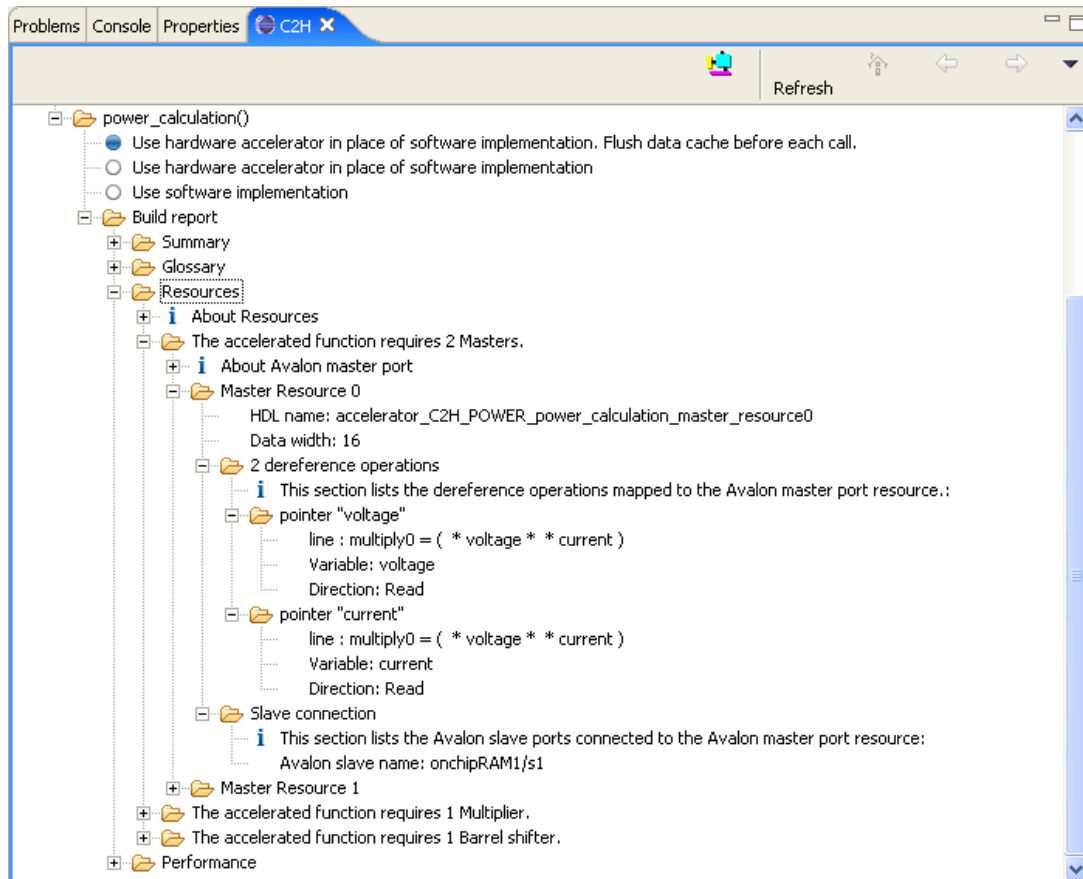 Problems Console Properties C2H
Refresh
power_calculation()
Use hardware accelerator in place of software implementation. Flush data cache before each call.
Use hardware accelerator in place of software implementation
Use software implementation
Build report
Summary
Glossary
Resources
i About Resources
The accelerated function requires 2 Masters.
i About Avalon master port
Master Resource 0
HDL name: accelerator_C2H_POWER_power_calculation_master_resource0
Data width: 16
2 dereference operations
i This section lists the dereference operations mapped to the Avalon master port resource.:
pointer "voltage"
line : multiply0 = ( * voltage * * current )
Variable: voltage
Direction: Read
pointer "current"
line : multiply0 = ( * voltage * * current )
Variable: current
Direction: Read
Slave connection
i This section lists the Avalon slave ports connected to the Avalon master port resource:
Avalon slave name: onchipRAM1/s1
Master Resource 1
The accelerated function requires 1 Multiplier.
The accelerated function requires 1 Barrel shifter.
Performance